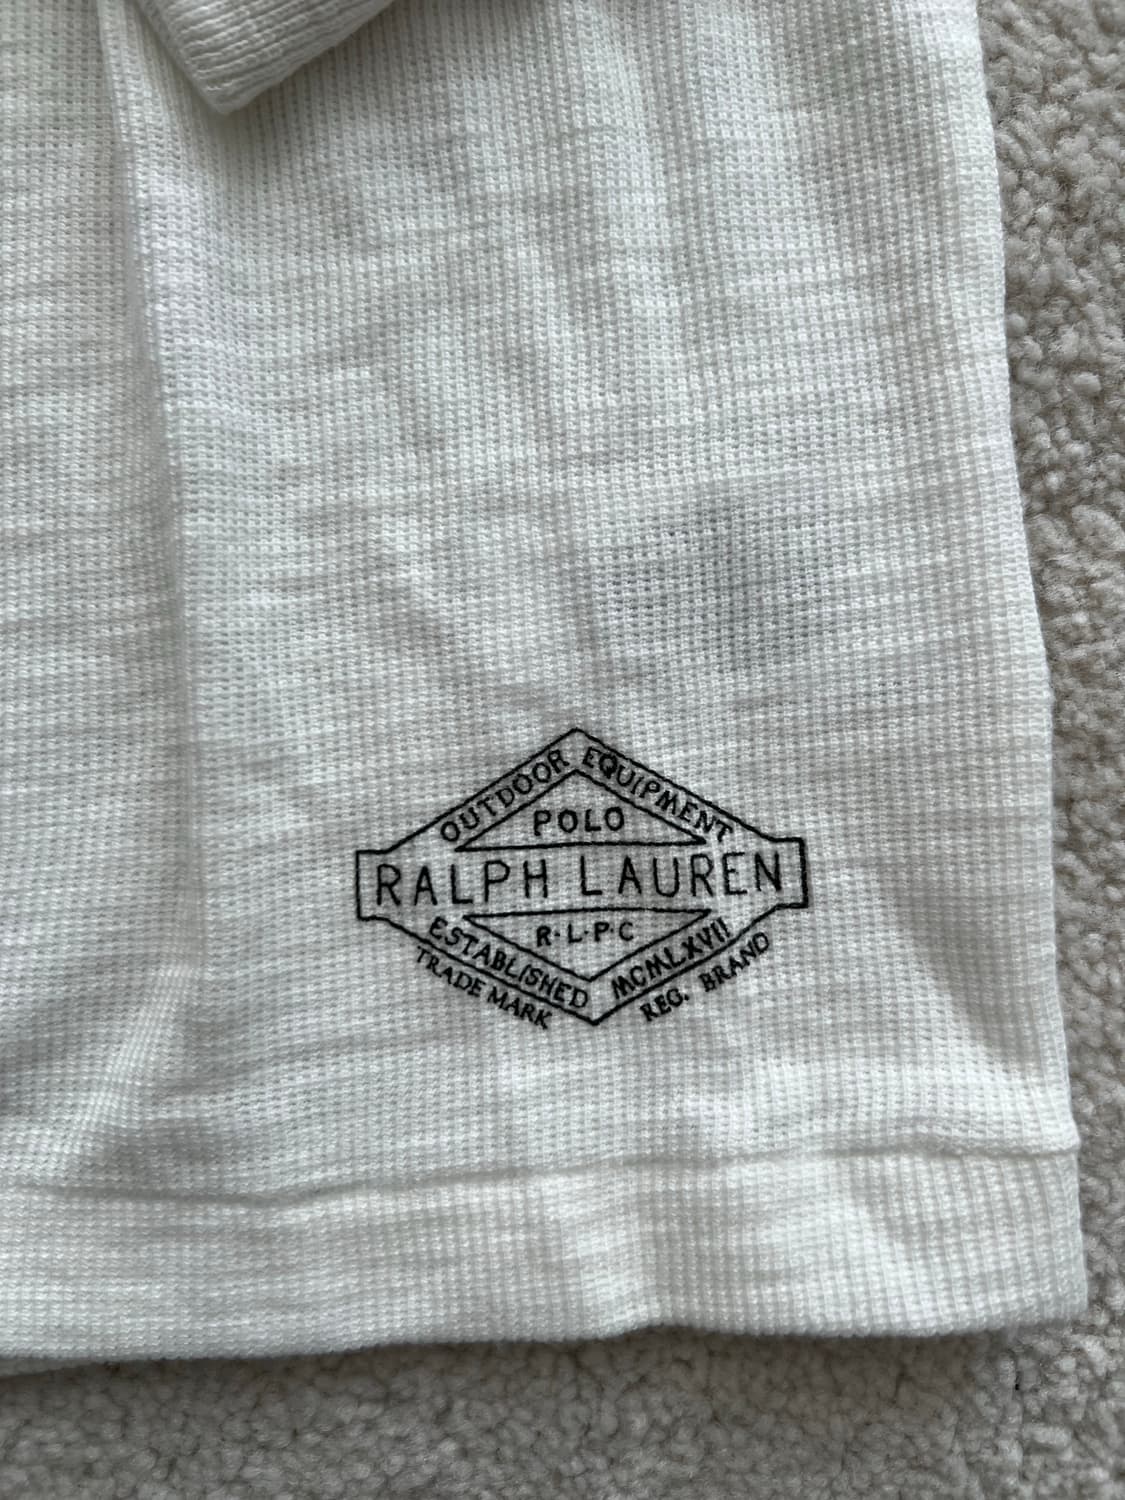 OUTDOOR EQUIPMENT
POLO
RALPH LAUREN
R·L·P·C
ESTABLISHED MCMLXVII
TRADE MARK REG. BRAND